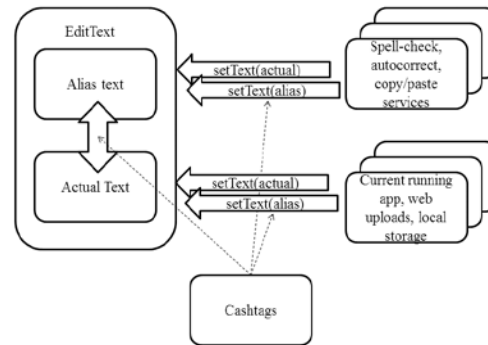 EditText
Alias text
Actual Text
setText(actual)
setText(alias)
setText(actual)
setText(alias)
Spell-check,
autocorrect,
copy/paste
services
Current running
app, web
uploads, local
storage
Cashtags